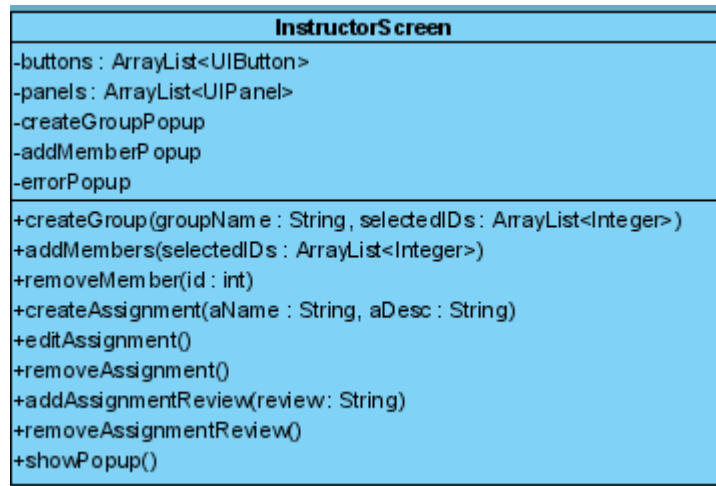 InstructorScreen
-buttons : ArrayList<UIButton>
-panels : ArrayList<UIPanel>
-createGroupPopup
-addMemberPopup
-errorPopup
+createGroup(groupName : String, selectedIDs : ArrayList<Integer>)
+addMembers(selectedIDs : ArrayList<Integer>)
+removeMember(id : int)
+createAssignment(aName : String, aDesc : String)
+editAssignment()
+removeAssignment()
+addAssignmentReview(review : String)
+removeAssignmentReview()
+showPopup()